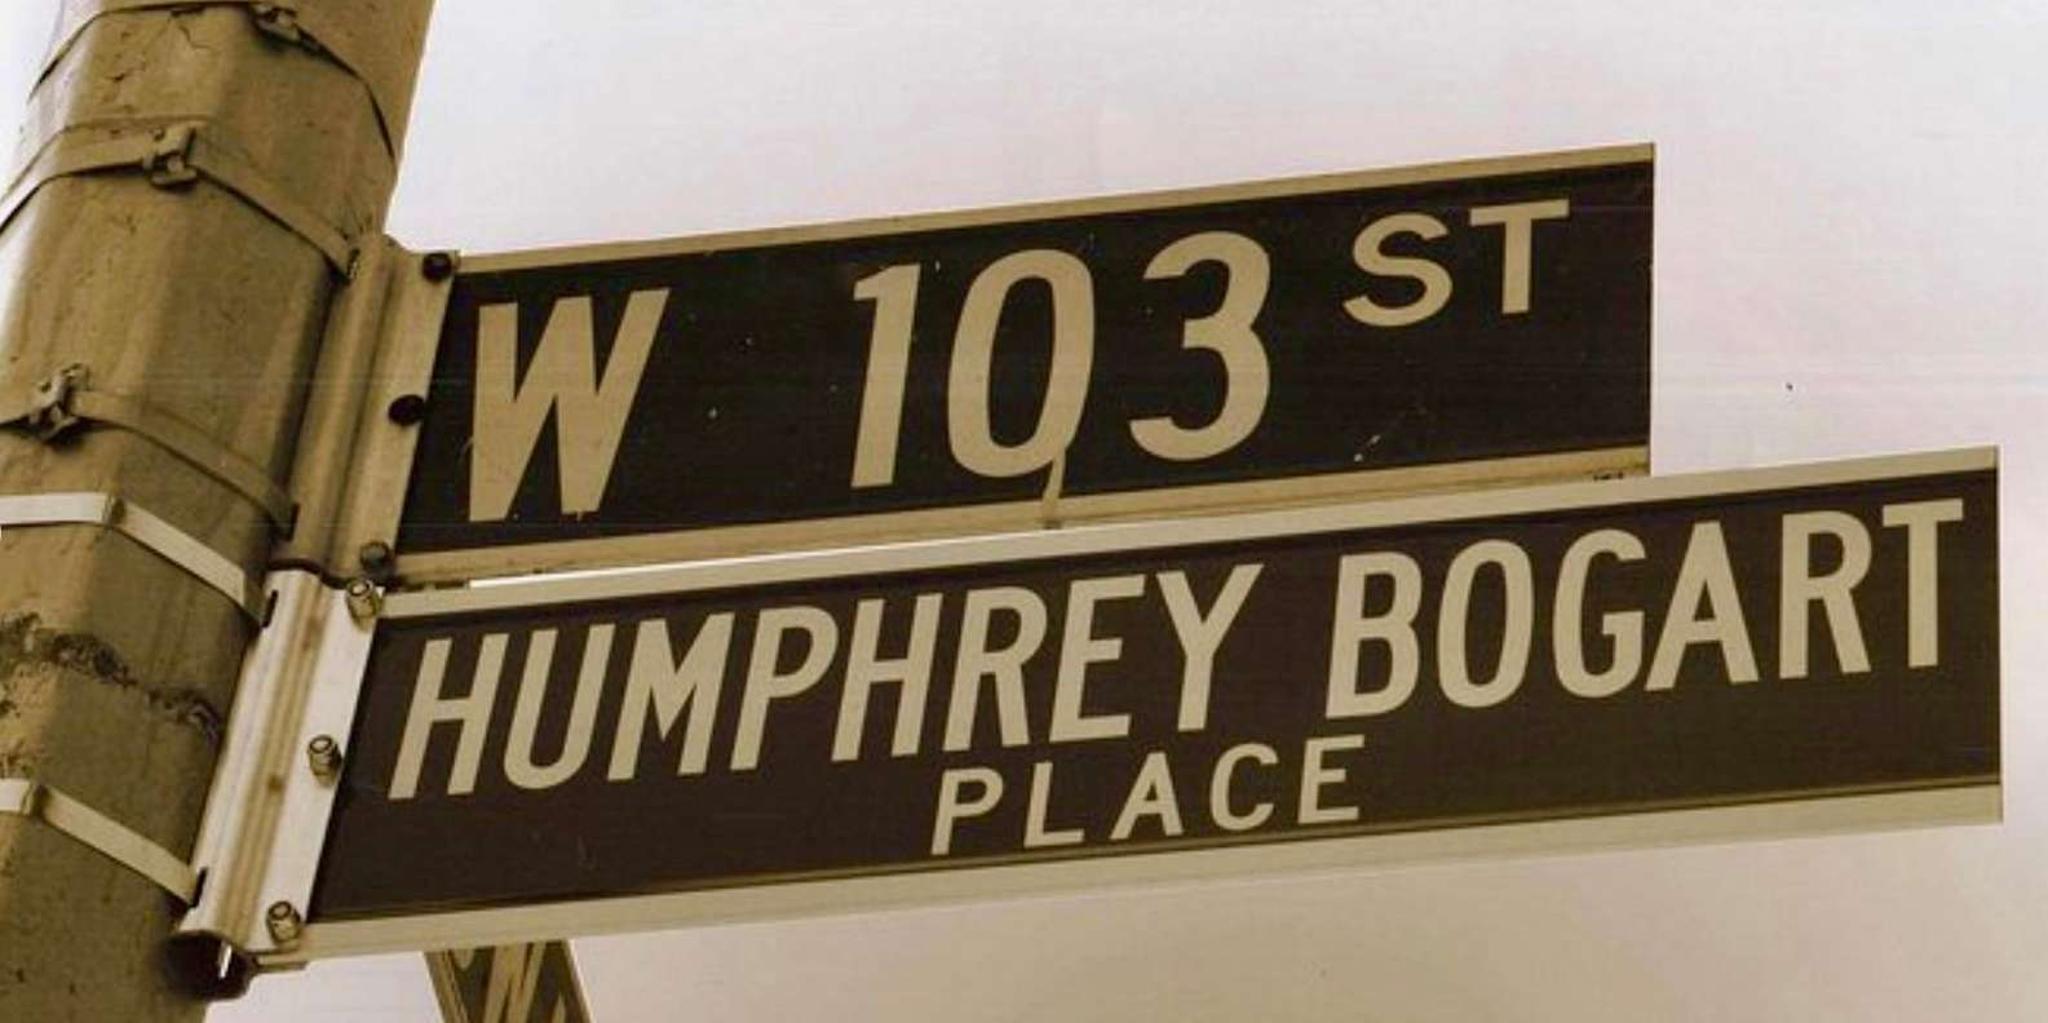 W 103 ST
HUMPHREY BOGART
PLACE